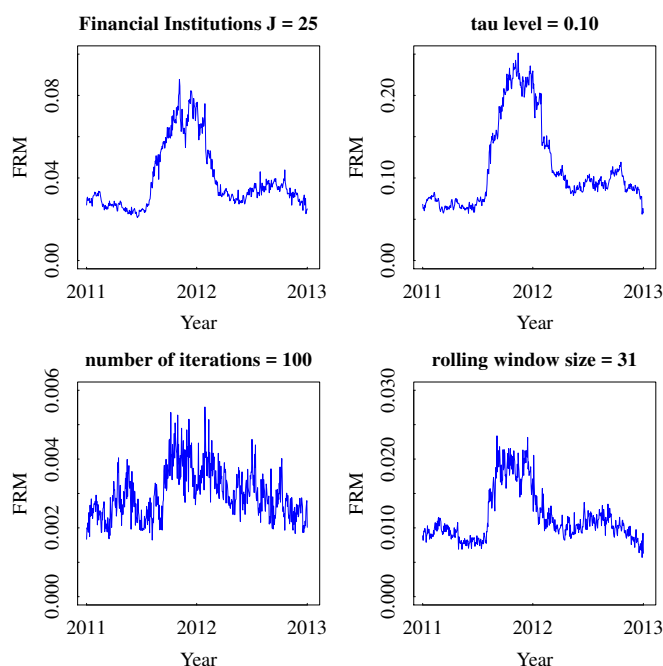 Financial Institutions J = 25
FRM
0.00 0.04 0.08
2011 2012 2013
Year
tau level = 0.10
FRM
0.00 0.10 0.20
2011 2012 2013
Year
number of iterations = 100
FRM
0.000 0.002 0.004 0.006
2011 2012 2013
Year
rolling window size = 31
FRM
0.000 0.010 0.020 0.030
2011 2012 2013
Year